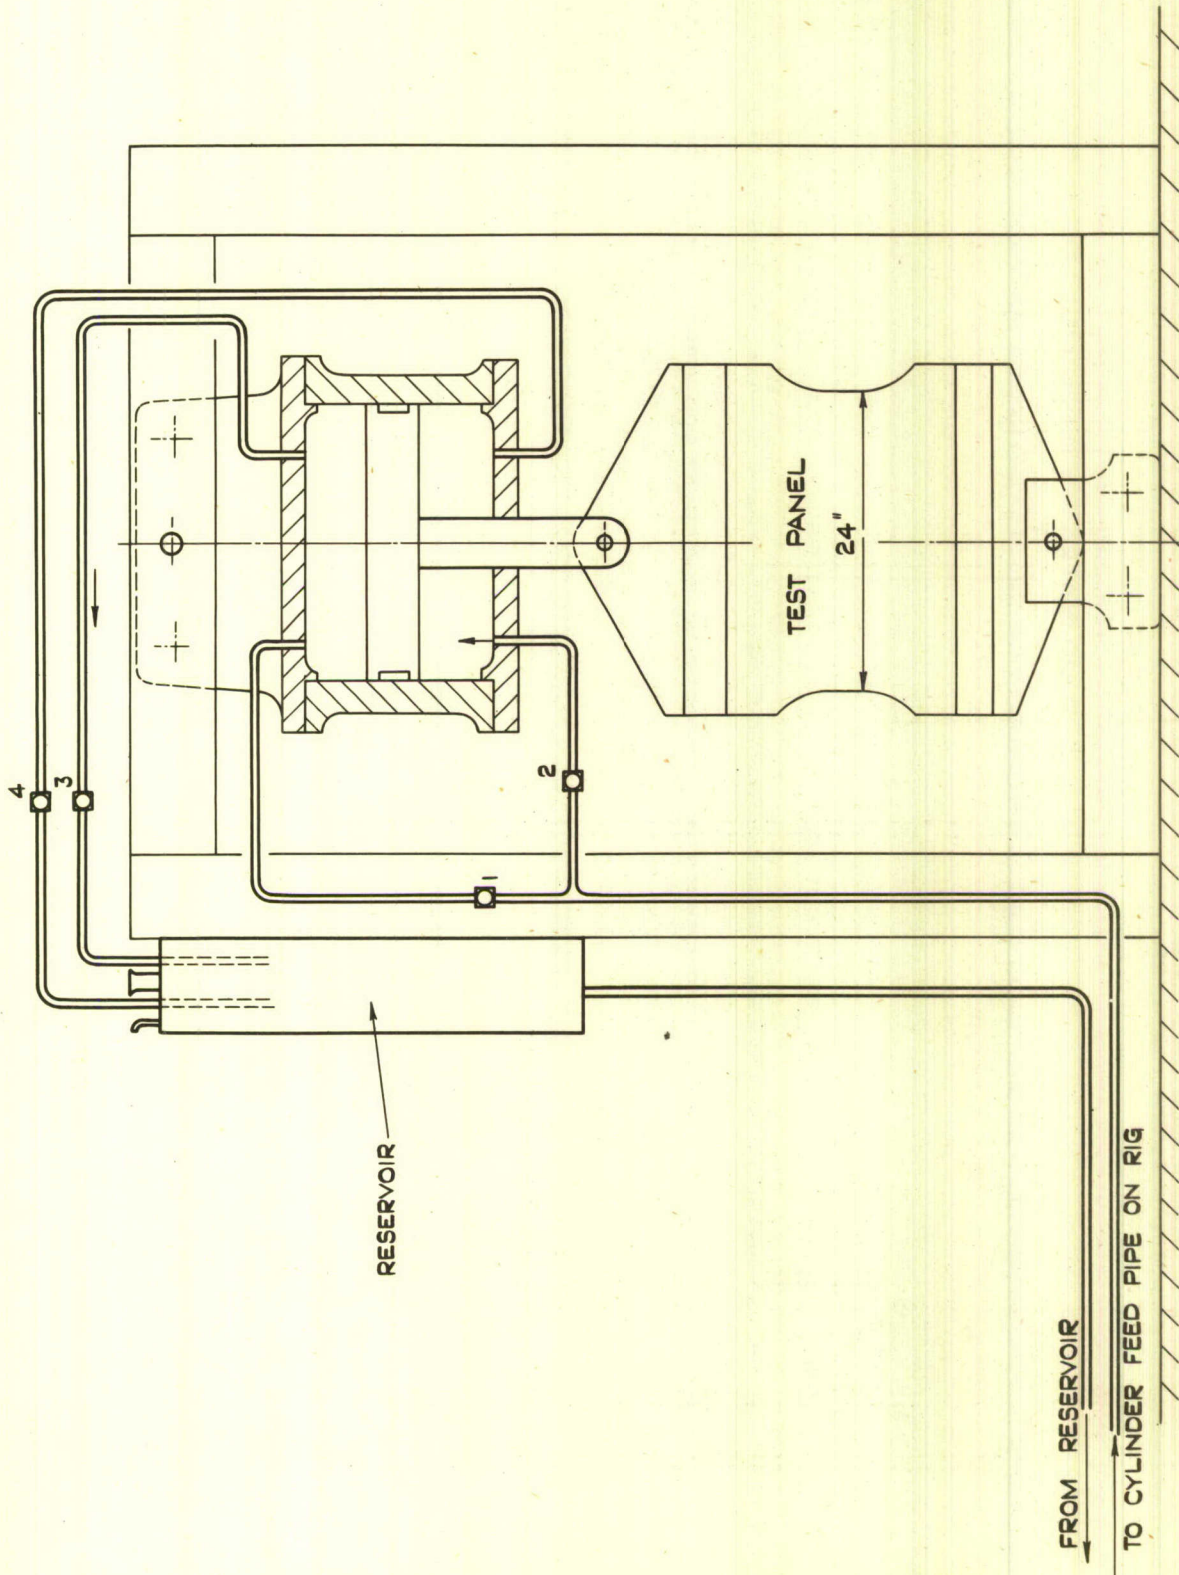 4
3
2
1
TEST PANEL
24"
RESERVOIR
FROM RESERVOIR
TO CYLINDER FEED PIPE ON RIG